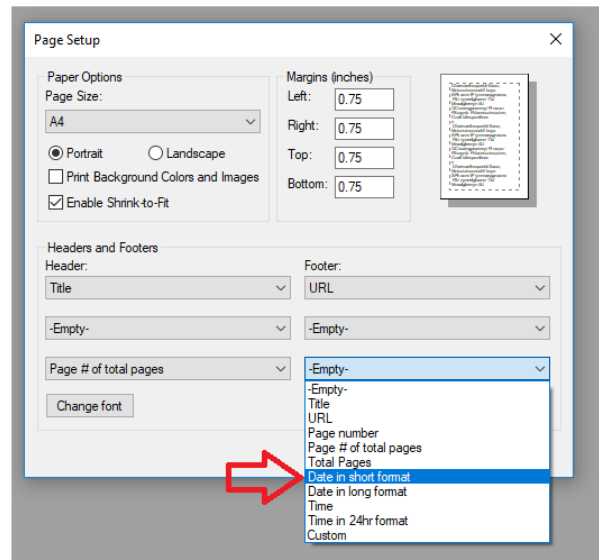 Page Setup
Paper Options
Page Size:
A4
Portrait
Landscape
Print Background Colors and Images
Enable Shrink-to-Fit
Margins (inches)
Left: 0.75
Right: 0.75
Top: 0.75
Bottom: 0.75
Headers and Footers
Header:
Footer:
Title
URL
-Empty-
-Empty-
Page # of total pages
-Empty-
Change font
-Empty-
Title
URL
Page number
Page # of total pages
Total Pages
Date in short format
Date in long format
Time
Time in 24hr format
Custom